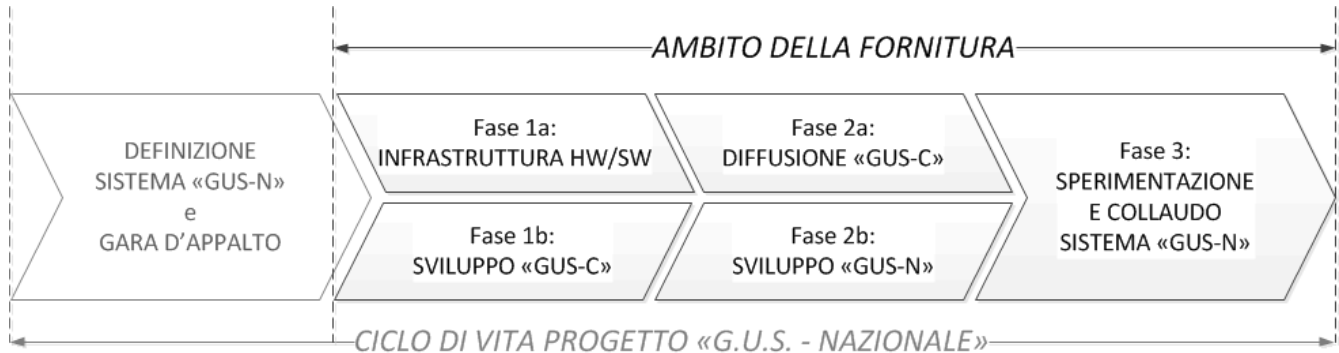 AMBITO DELLA FORNITURA
DEFINIZIONE
SISTEMA «GUS-N»
e
GARA D'APPALTO
Fase 1a:
INFRASTRUTTURA HW/SW
Fase 1b:
SVILUPPO «GUS-C»
Fase 2a:
DIFFUSIONE «GUS-C»
Fase 2b:
SVILUPPO «GUS-N»
Fase 3:
SPERIMENTAZIONE
E COLLAUDO
SISTEMA «GUS-N»
CICLO DI VITA PROGETTO «G.U.S. - NAZIONALE»